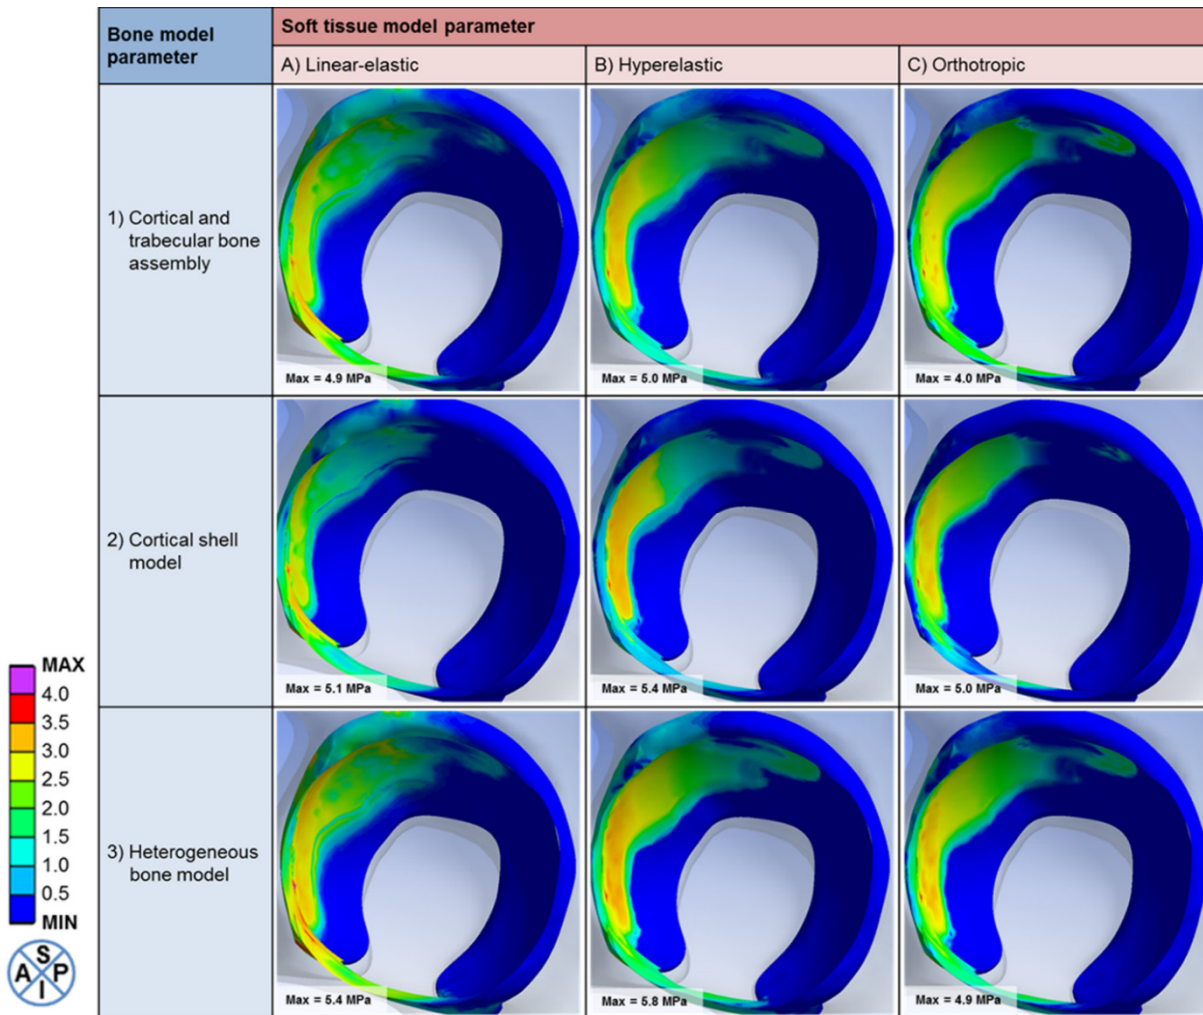 Bone model
parameter
Soft tissue model parameter
A) Linear-elastic
B) Hyperelastic
C) Orthotropic
1) Cortical and
trabecular bone
assembly
Max = 4.9 MPa
Max = 5.0 MPa
Max = 4.0 MPa
2) Cortical shell
model
Max = 5.1 MPa
Max = 5.4 MPa
Max = 5.0 MPa
3) Heterogeneous
bone model
Max = 5.4 MPa
Max = 5.8 MPa
Max = 4.9 MPa
MAX
4.0
3.5
3.0
2.5
2.0
1.5
1.0
0.5
MIN
S
A P
I